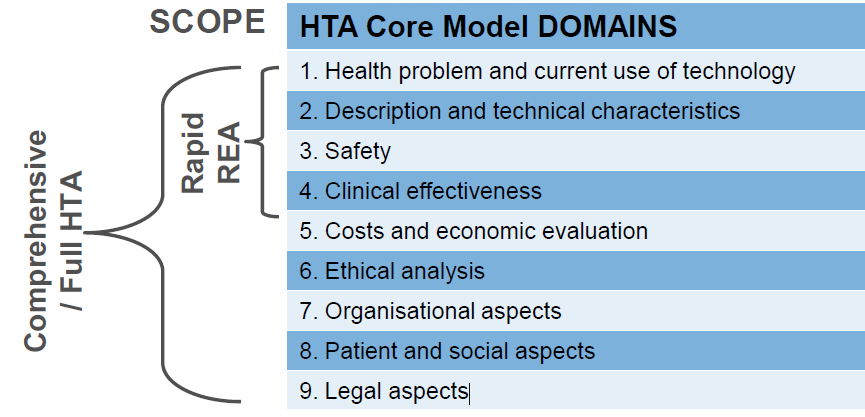 SCOPE
HTA Core Model DOMAINS
Comprehensive
/ Full HTA
Rapid
REA
1. Health problem and current use of technology
2. Description and technical characteristics
3. Safety
4. Clinical effectiveness
5. Costs and economic evaluation
6. Ethical analysis
7. Organisational aspects
8. Patient and social aspects
9. Legal aspects